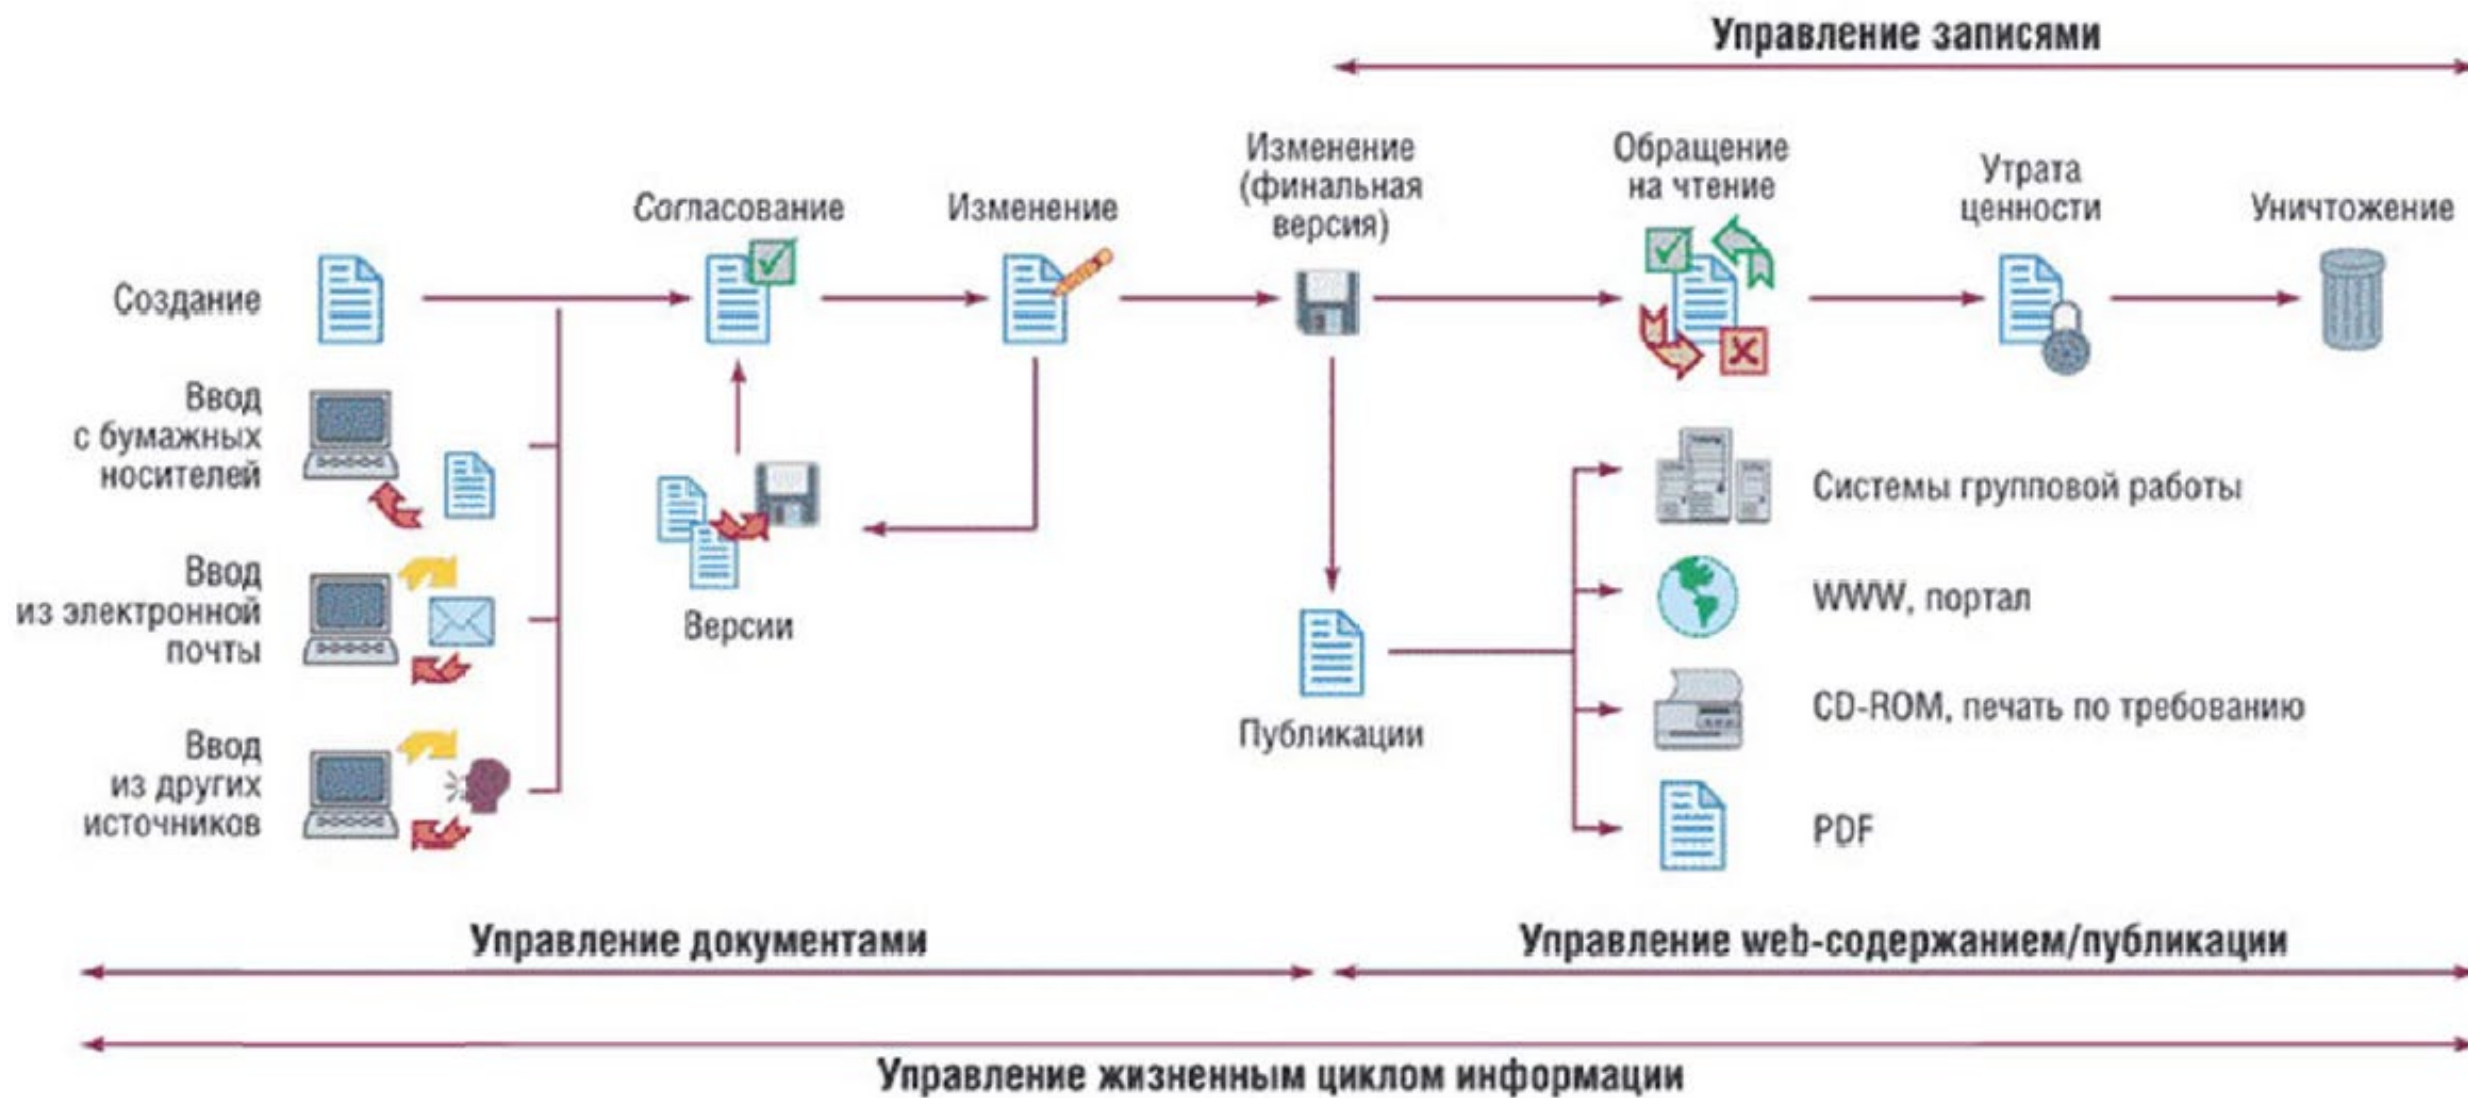 Управление записями
Изменение
(финальная
версия)
Обращение
на чтение
Утрата
ценности
Уничтожение
Согласование
Изменение
Создание
Ввод
с бумажных
носителей
Ввод
из электронной
почты
Ввод
из других
источников
Версии
Публикации
Системы групповой работы
WWW, портал
CD-ROM, печать по требованию
PDF
Управление документами
Управление web-содержанием/публикации
Управление жизненным циклом информации